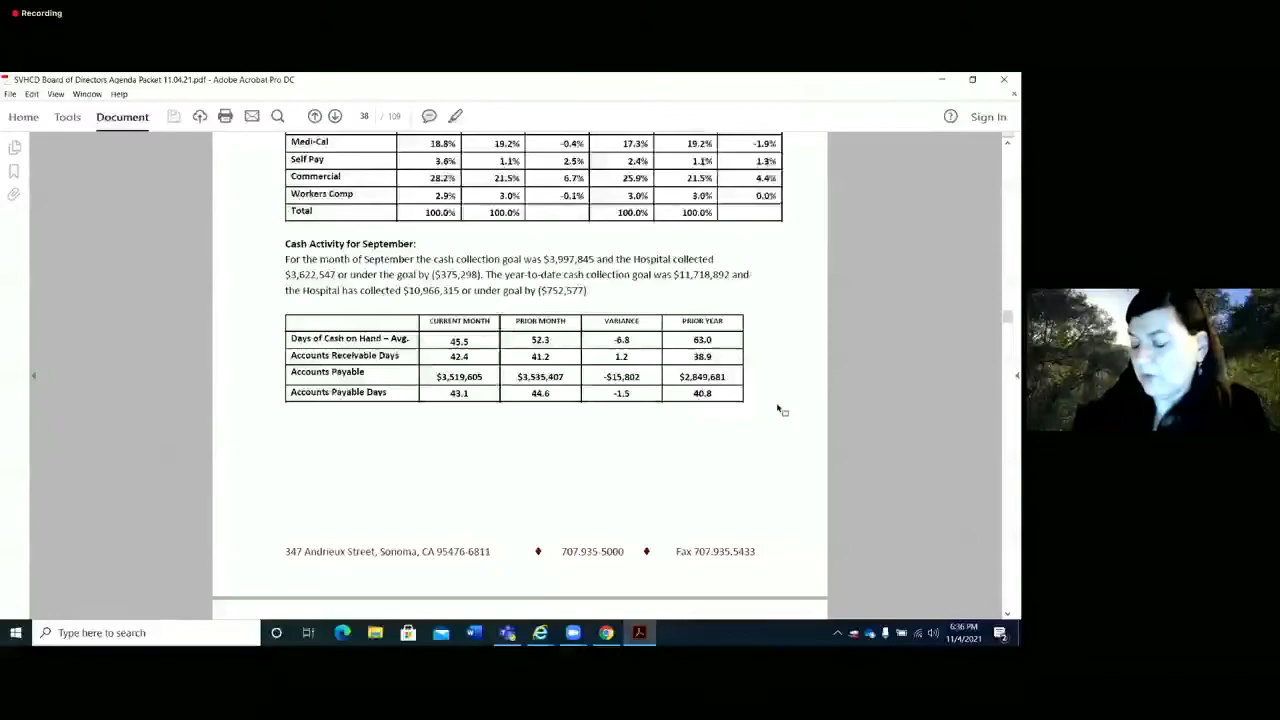 Recording
SVHCD Board of Directors Agenda Packet 11.04.21.pdf - Adobe Acrobat Pro DC
File Edit View Window Help
Home Tools Document 38 / 109 Sign In
Medi-Cal 18.8% 19.2% -0.4% 17.3% 19.2% -1.9%
Self Pay 3.6% 1.1% 2.5% 2.4% 1.1% 1.3%
Commercial 28.2% 21.5% 6.7% 25.9% 21.5% 4.4%
Workers Comp 2.9% 3.0% -0.1% 3.0% 3.0% 0.0%
Total 100.0% 100.0% 100.0% 100.0%
Cash Activity for September:
For the month of September the cash collection goal was $3,997,845 and the Hospital collected
$3,622,547 or under the goal by ($375,298). The year-to-date cash collection goal was $11,718,892 and
the Hospital has collected $10,966,315 or under goal by ($752,577)
CURRENT MONTH PRIOR MONTH VARIANCE PRIOR YEAR
Days of Cash on Hand – Avg. 45.5 52.3 -6.8 63.0
Accounts Receivable Days 42.4 41.2 1.2 38.9
Accounts Payable $3,519,605 $3,535,407 -$15,802 $2,849,681
Accounts Payable Days 43.1 44.6 -1.5 40.8
347 Andrieux Street, Sonoma, CA 95476-6811 707.935-5000 Fax 707.935.5433
Type here to search
6:36 PM
11/4/2021